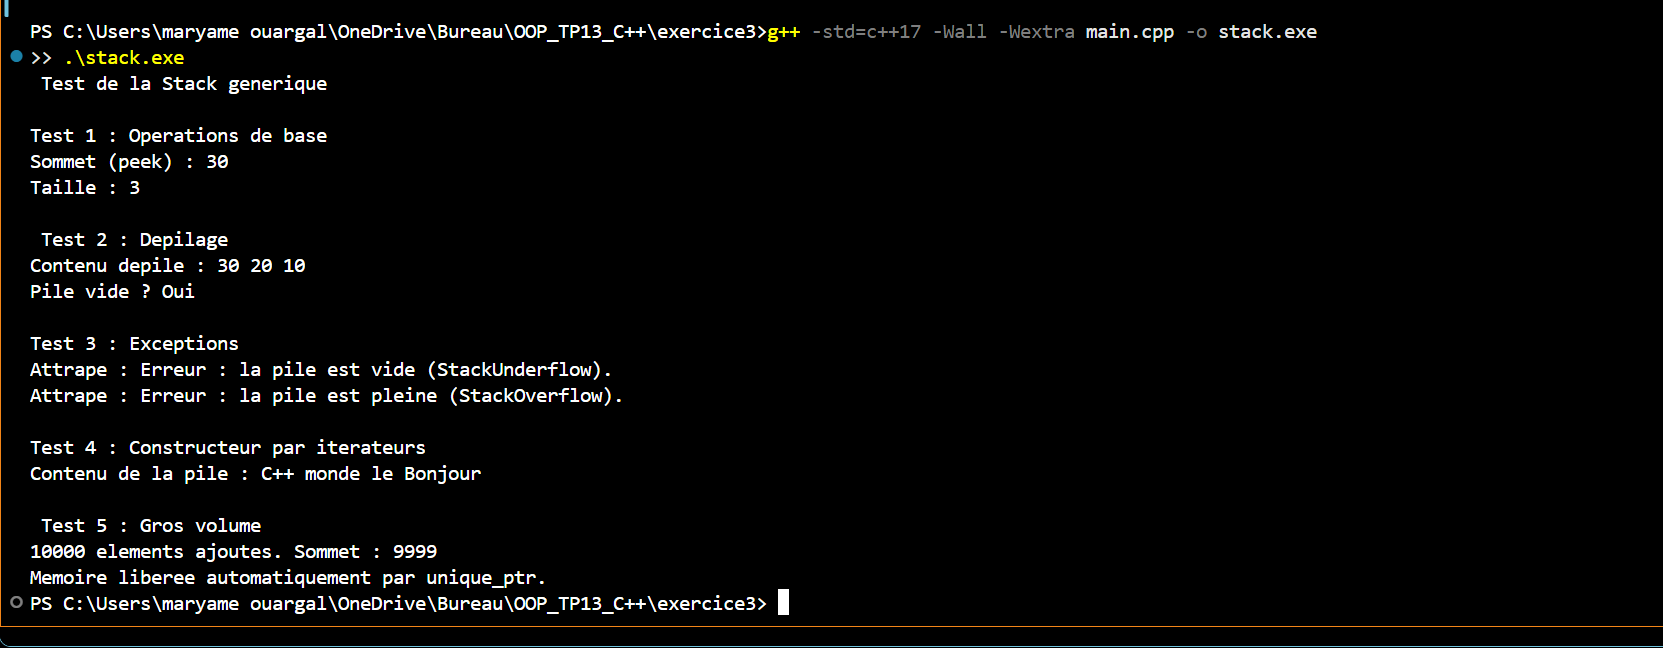 PS C:\Users\maryame ouargal\OneDrive\Bureau\OOP_TP13_C++\exercice3>g++ -std=c++17 -Wall -Wextra main.cpp -o stack.exe
>> .\stack.exe
Test de la Stack generique
Test 1 : Operations de base
Sommet (peek) : 30
Taille : 3
Test 2 : Depilage
Contenu depile : 30 20 10
Pile vide ? Oui
Test 3 : Exceptions
Attrape : Erreur : la pile est vide (StackUnderflow).
Attrape : Erreur : la pile est pleine (StackOverflow).
Test 4 : Constructeur par iterateurs
Contenu de la pile : C++ monde le Bonjour
Test 5 : Gros volume
10000 elements ajoutes. Sommet : 9999
Memoire liberee automatiquement par unique_ptr.
PS C:\Users\maryame ouargal\OneDrive\Bureau\OOP_TP13_C++\exercice3>